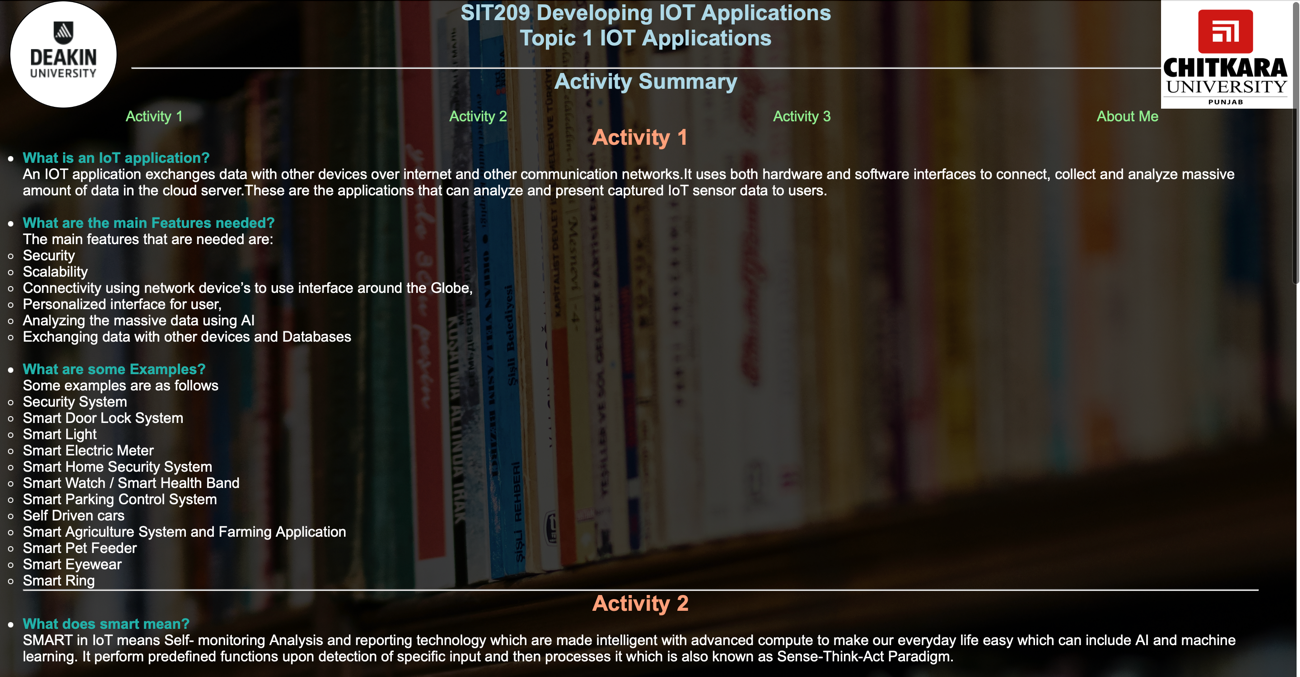 SIT209 Developing IOT Applications
Topic 1 IOT Applications
DEAKIN
UNIVERSITY
CHITKARA
UNIVERSITY
PUNJAB
Activity Summary
Activity 1
Activity 2
Activity 3
About Me
Activity 1
What is an IoT application?
An IOT application exchanges data with other devices over internet and other communication networks.It uses both hardware and software interfaces to connect, collect and analyze massive
amount of data in the cloud server.These are the applications that can analyze and present captured IoT sensor data to users.
What are the main Features needed?
The main features that are needed are:
Security
Scalability
Connectivity using network device's to use interface around the Globe,
Personalized interface for user,
Analyzing the massive data using AI
Exchanging data with other devices and Databases
What are some Examples?
Some examples are as follows
Security System
Smart Door Lock System
Smart Light
Smart Electric Meter
Smart Home Security System
Smart Watch / Smart Health Band
Smart Parking Control System
Self Driven cars
Smart Agriculture System and Farming Application
Smart Pet Feeder
Smart Eyewear
Smart Ring
Activity 2
What does smart mean?
SMART in IoT means Self- monitoring Analysis and reporting technology which are made intelligent with advanced compute to make our everyday life easy which can include AI and machine
learning. It perform predefined functions upon detection of specific input and then processes it which is also known as Sense-Think-Act Paradigm.
Şişli Belediyesi
ŞİŞLİ REHBERİ